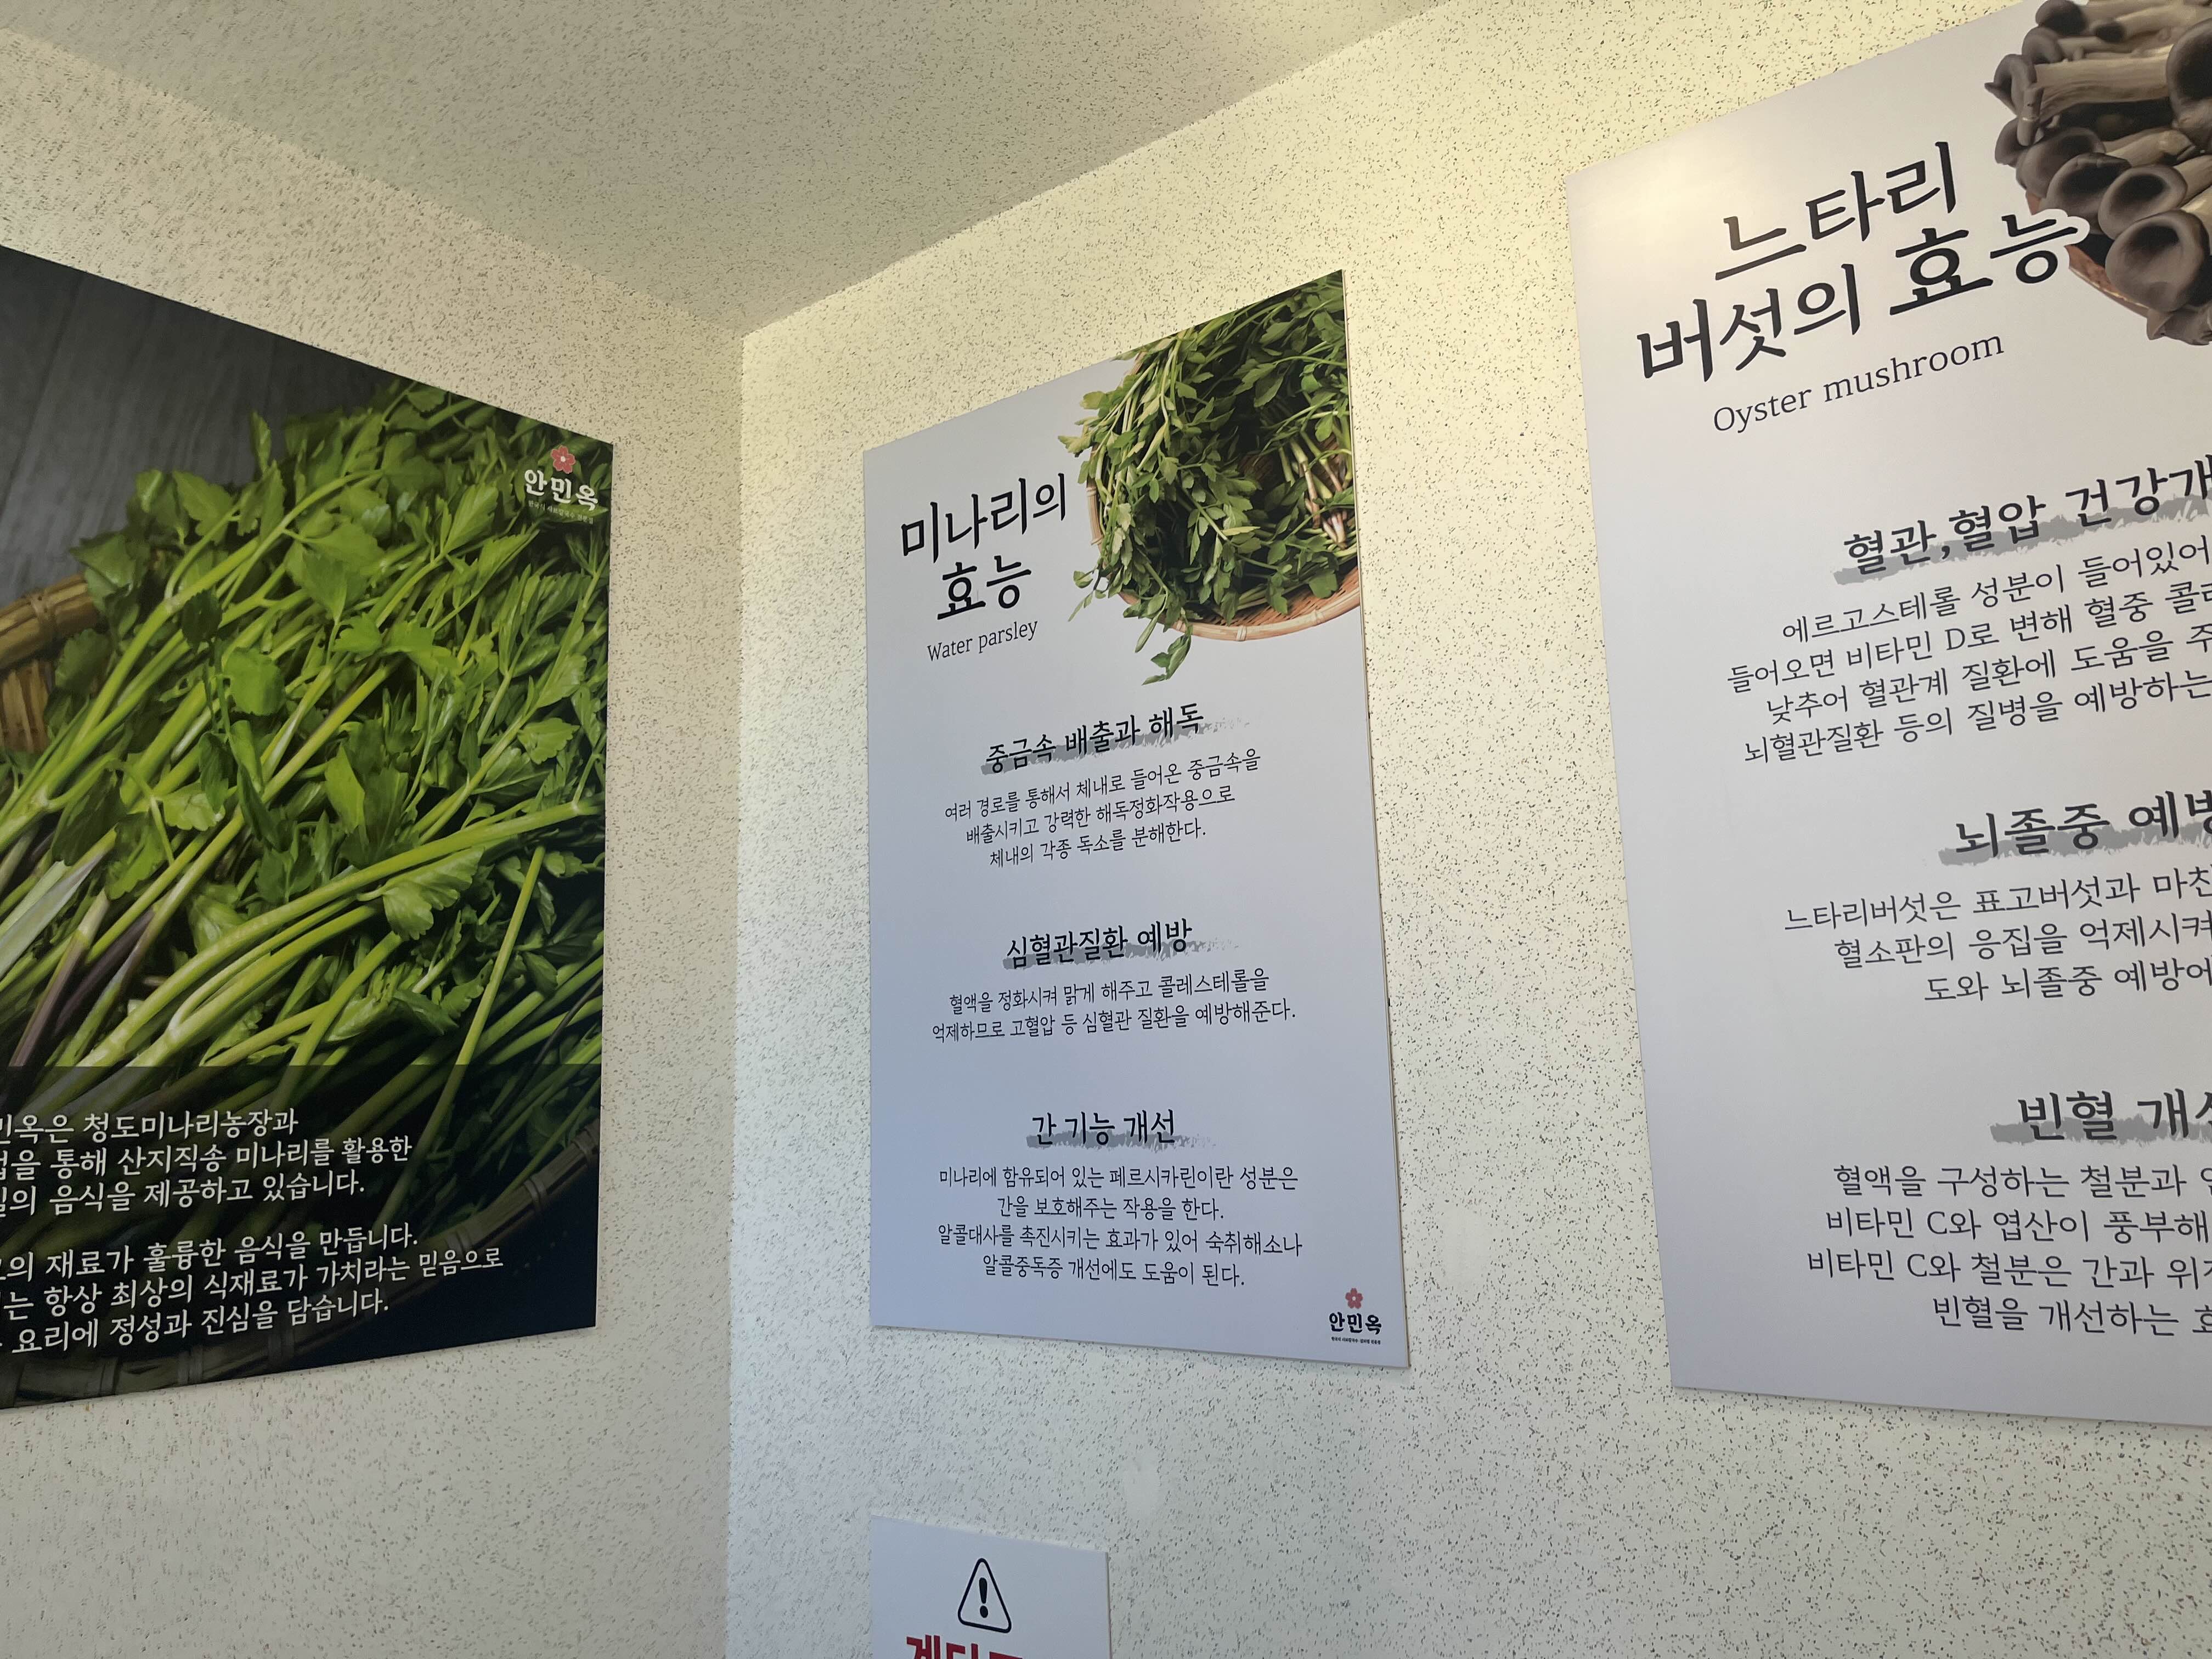 안민옥
민옥은 청도미나리농장과
통해 산지직송 미나리를 활용한
음식을 제공하고 있습니다.
재료가 훌륭한 음식을 만듭니다.
항상 최상의 식재료가 가치라는 믿음으로
요리에 정성과 진심을 담습니다.
미나리의
효능
Water parsley
중금속 배출과 해독
여러 경로를 통해서 체내로 들어온 중금속을
배출시키고 강력한 해독정화작용으로
체내의 각종 독소를 분해한다.
심혈관질환 예방
혈액을 정화시켜 맑게 해주고 콜레스테롤을
억제하므로 고혈압 등 심혈관 질환을 예방해준다.
간 기능 개선
미나리에 함유되어 있는 페르시카린이란 성분은
간을 보호해주는 작용을 한다.
알콜대사를 촉진시키는 효과가 있어 숙취해소나
알콜중독증 개선에도 도움이 된다.
안민옥
느타리
버섯의 효능
Oyster mushroom
혈관,혈압 건강개
에르고스테롤 성분이 들어있어
들어오면 비타민 D로 변해 혈중
낮추어 혈관계 질환에 도움을
뇌혈관질환 등의 질병을 예방하는
뇌졸중 예방
느타리버섯은 표고버섯과
혈소판의 응집을 억제시켜
도와 뇌졸중 예방에
빈혈
혈액을 구성하는 철분과
비타민 C와 엽산이 풍부해
비타민 C와 철분은 간과
빈혈을 개선하는